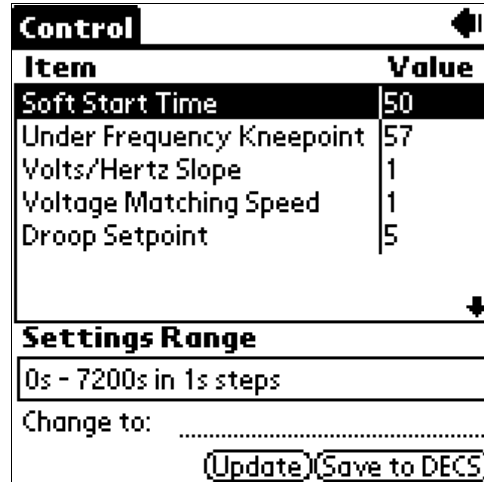 Control
Item Value
Soft Start Time 50
Under Frequency Kneepoint 57
Volts/Hertz Slope 1
Voltage Matching Speed 1
Droop Setpoint 5
Settings Range
0s - 7200s in 1s steps
Change to:
Update Save to DECS